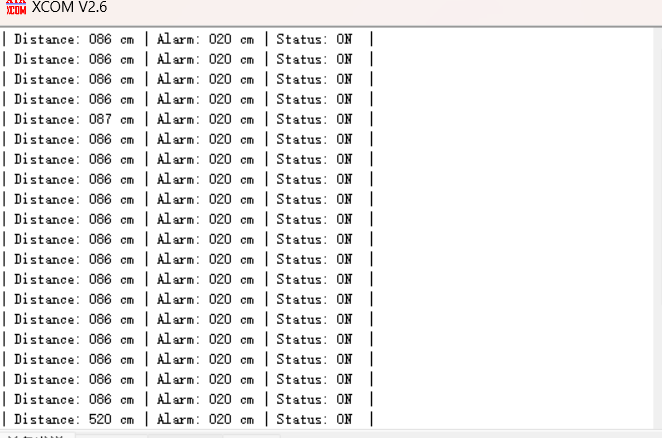 XCOM V2.6
| Distance: 086 cm | Alarm: 020 cm | Status: ON |
| Distance: 086 cm | Alarm: 020 cm | Status: ON |
| Distance: 086 cm | Alarm: 020 cm | Status: ON |
| Distance: 086 cm | Alarm: 020 cm | Status: ON |
| Distance: 087 cm | Alarm: 020 cm | Status: ON |
| Distance: 086 cm | Alarm: 020 cm | Status: ON |
| Distance: 086 cm | Alarm: 020 cm | Status: ON |
| Distance: 086 cm | Alarm: 020 cm | Status: ON |
| Distance: 086 cm | Alarm: 020 cm | Status: ON |
| Distance: 086 cm | Alarm: 020 cm | Status: ON |
| Distance: 086 cm | Alarm: 020 cm | Status: ON |
| Distance: 086 cm | Alarm: 020 cm | Status: ON |
| Distance: 086 cm | Alarm: 020 cm | Status: ON |
| Distance: 086 cm | Alarm: 020 cm | Status: ON |
| Distance: 086 cm | Alarm: 020 cm | Status: ON |
| Distance: 086 cm | Alarm: 020 cm | Status: ON |
| Distance: 086 cm | Alarm: 020 cm | Status: ON |
| Distance: 086 cm | Alarm: 020 cm | Status: ON |
| Distance: 086 cm | Alarm: 020 cm | Status: ON |
| Distance: 520 cm | Alarm: 020 cm | Status: ON |